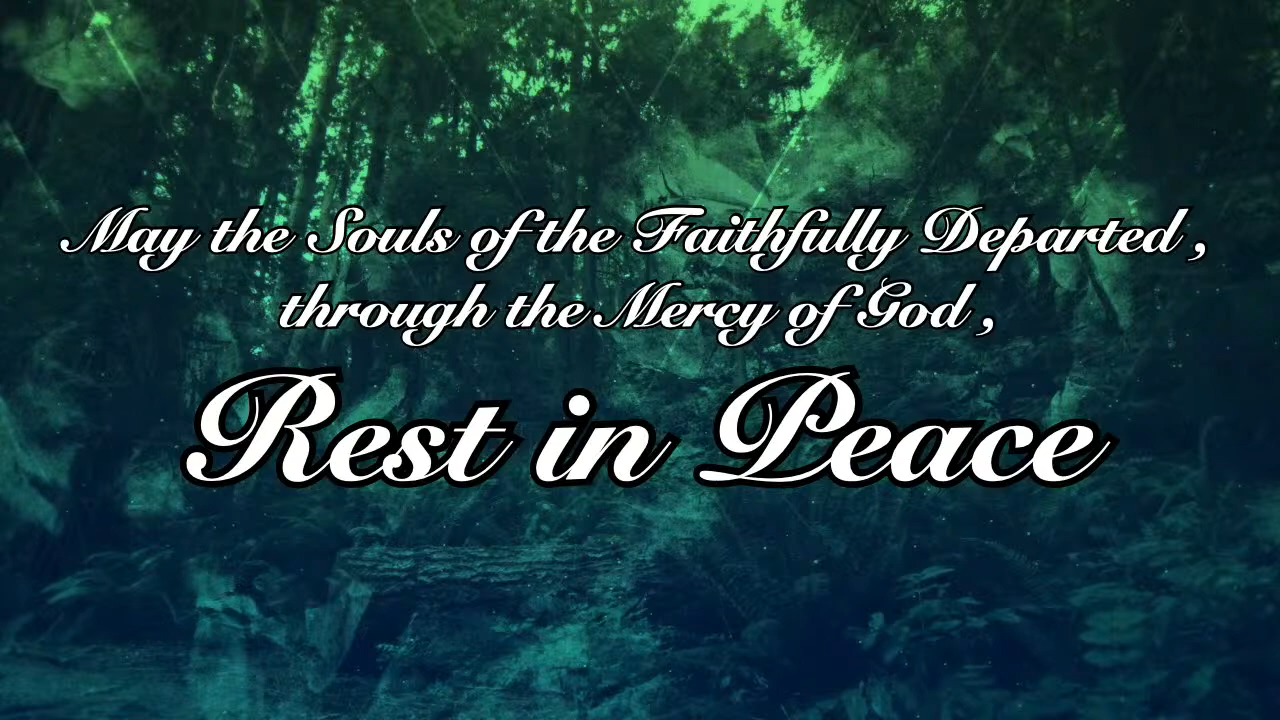 May the Souls of the Faithfully Departed ,
through the Mercy of God ,
Rest in Peace